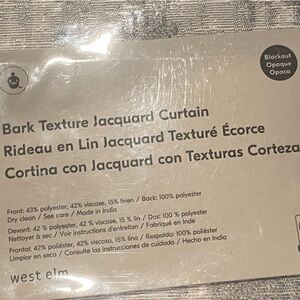 Blackout
Opaque
Opaca
Bark Texture Jacquard Curtain
Rideau en Lin Jacquard Texturé Écorce
Cortina con Jacquard con Texturas Corteza
Front: 43% polyester, 42% viscose, 15% linen / Back: 100% polyester
Dry clean / See care / Made in India
Devant: 42 % polyester, 42 % viscose, 15 % lin / Dos: 100 % polyester
Nettoyer à sec / Voir instructions d'entretien / Fabriqué en Inde
Frontal: 42% poliéster, 42% viscosa, 15% lino / Respaldo: 100% poliéster
Limpiar en seco / Consulte las instrucciones de cuidado / Hecho en India
west elm